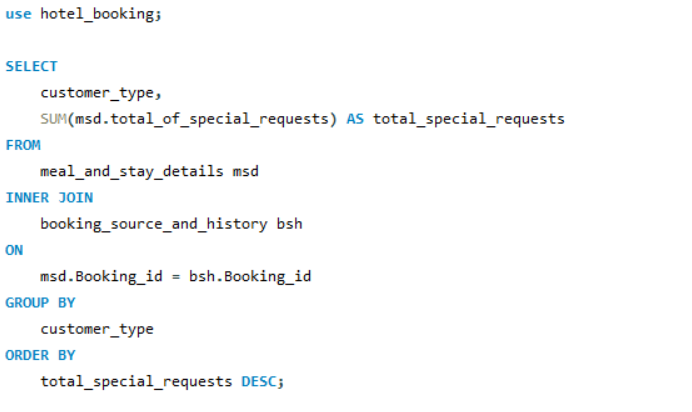 use hotel_booking;
SELECT
customer_type,
SUM(msd.total_of_special_requests) AS total_special_requests
FROM
meal_and_stay_details msd
INNER JOIN
booking_source_and_history bsh
ON
msd.Booking_id = bsh.Booking_id
GROUP BY
customer_type
ORDER BY
total_special_requests DESC;